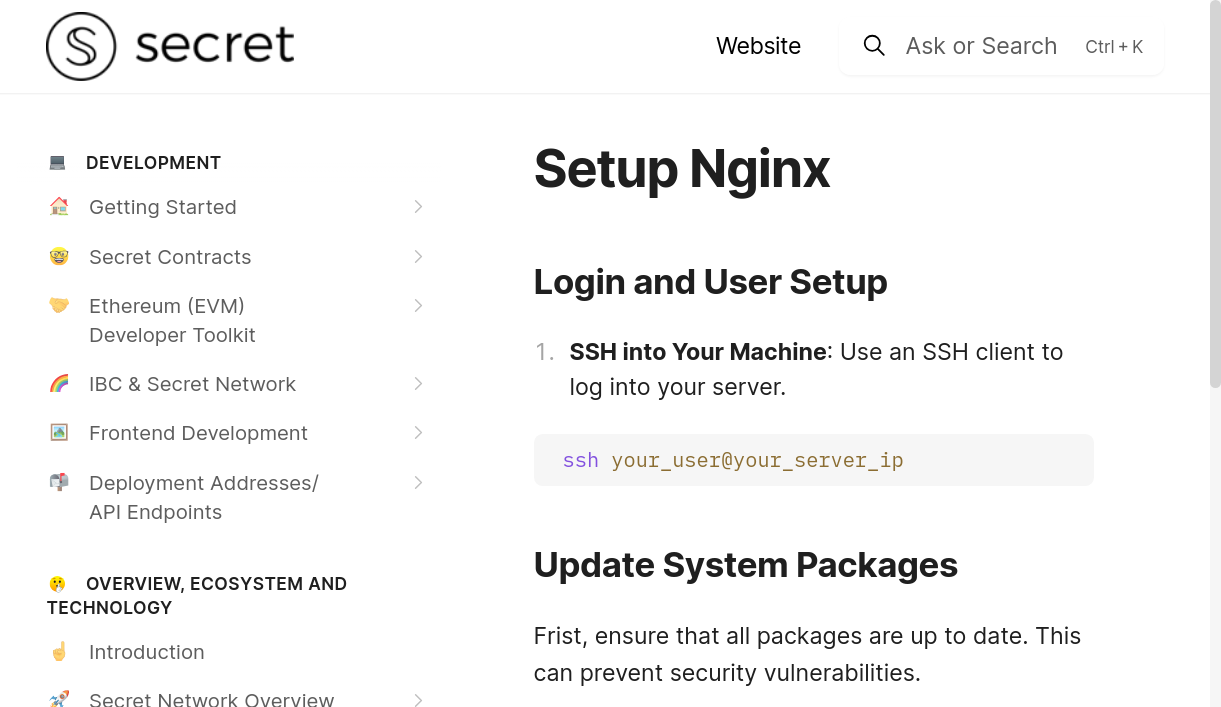 secret
Website
Ask or Search Ctrl + K
DEVELOPMENT
Getting Started
Secret Contracts
Ethereum (EVM)
Developer Toolkit
IBC & Secret Network
Frontend Development
Deployment Addresses/
API Endpoints
OVERVIEW, ECOSYSTEM AND
TECHNOLOGY
Introduction
Secret Network Overview
Setup Nginx
Login and User Setup
1. SSH into Your Machine: Use an SSH client to
log into your server.
ssh your_user@your_server_ip
Update System Packages
Frist, ensure that all packages are up to date. This
can prevent security vulnerabilities.